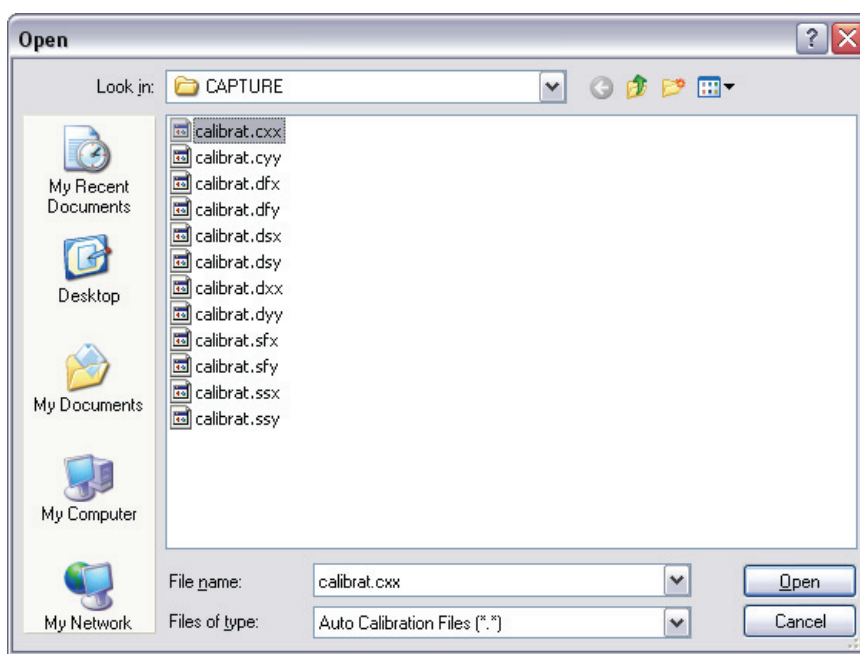 Open
Look in:
CAPTURE
My Recent
Documents
Desktop
My Documents
My Computer
My Network
calibrat.cxx
calibrat.cyy
calibrat.dfx
calibrat.dfy
calibrat.dsx
calibrat.dsy
calibrat.dxx
calibrat.dyy
calibrat.sfx
calibrat.sfy
calibrat.ssx
calibrat.ssy
File name:
calibrat.cxx
Open
Files of type:
Auto Calibration Files (*.*)
Cancel